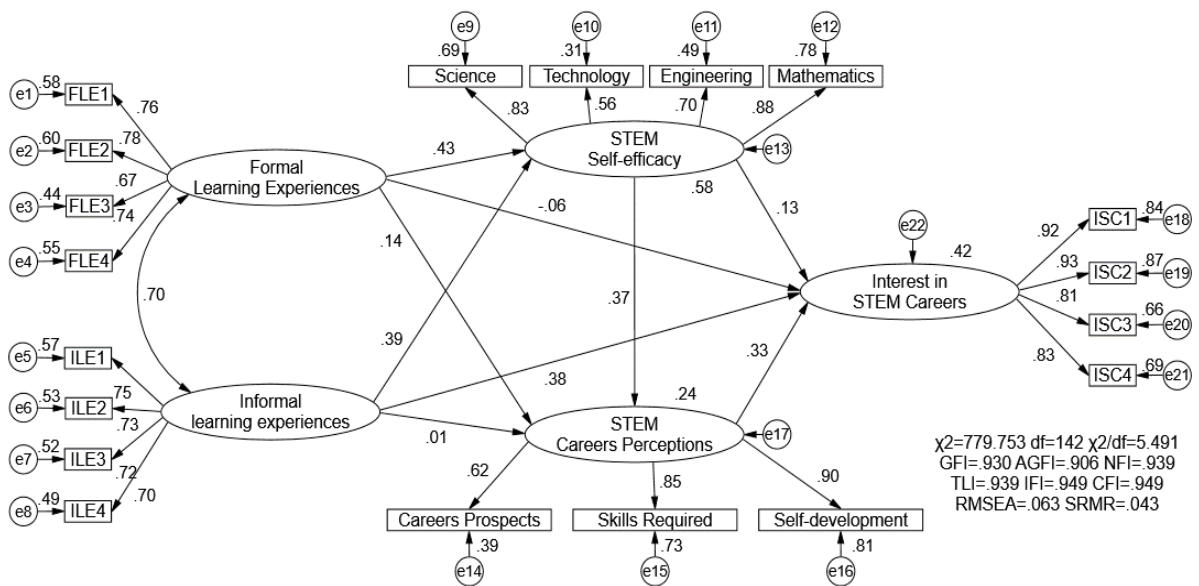 e9
e10
e11
e12
.69
.31
.49
.78
Science
Technology
Engineering
Mathematics
.83
.56
.70
.88
e1
.58
FLE1
.76
e2
.60
FLE2
.78
e3
.44
FLE3
.67
e4
.55
FLE4
.74
Formal
Learning Experiences
.43
STEM
Self-efficacy
e13
.58
-.06
.14
.13
.70
.39
.37
.38
.33
.01
e22
.42
Interest in
STEM Careers
.92
ISC1
.84
e18
.93
ISC2
.87
e19
.81
ISC3
.66
e20
.83
ISC4
.69
e21
e5
.57
ILE1
.75
e6
.53
ILE2
.73
e7
.52
ILE3
.72
e8
.49
ILE4
.70
Informal
learning experiences
.24
STEM
Careers Perceptions
e17
.62
.85
.90
Careers Prospects
Skills Required
Self-development
.39
.73
.81
e14
e15
e16
χ2=779.753 df=142 χ2/df=5.491
GFI=.930 AGFI=.906 NFI=.939
TLI=.939 IFI=.949 CFI=.949
RMSEA=.063 SRMR=.043